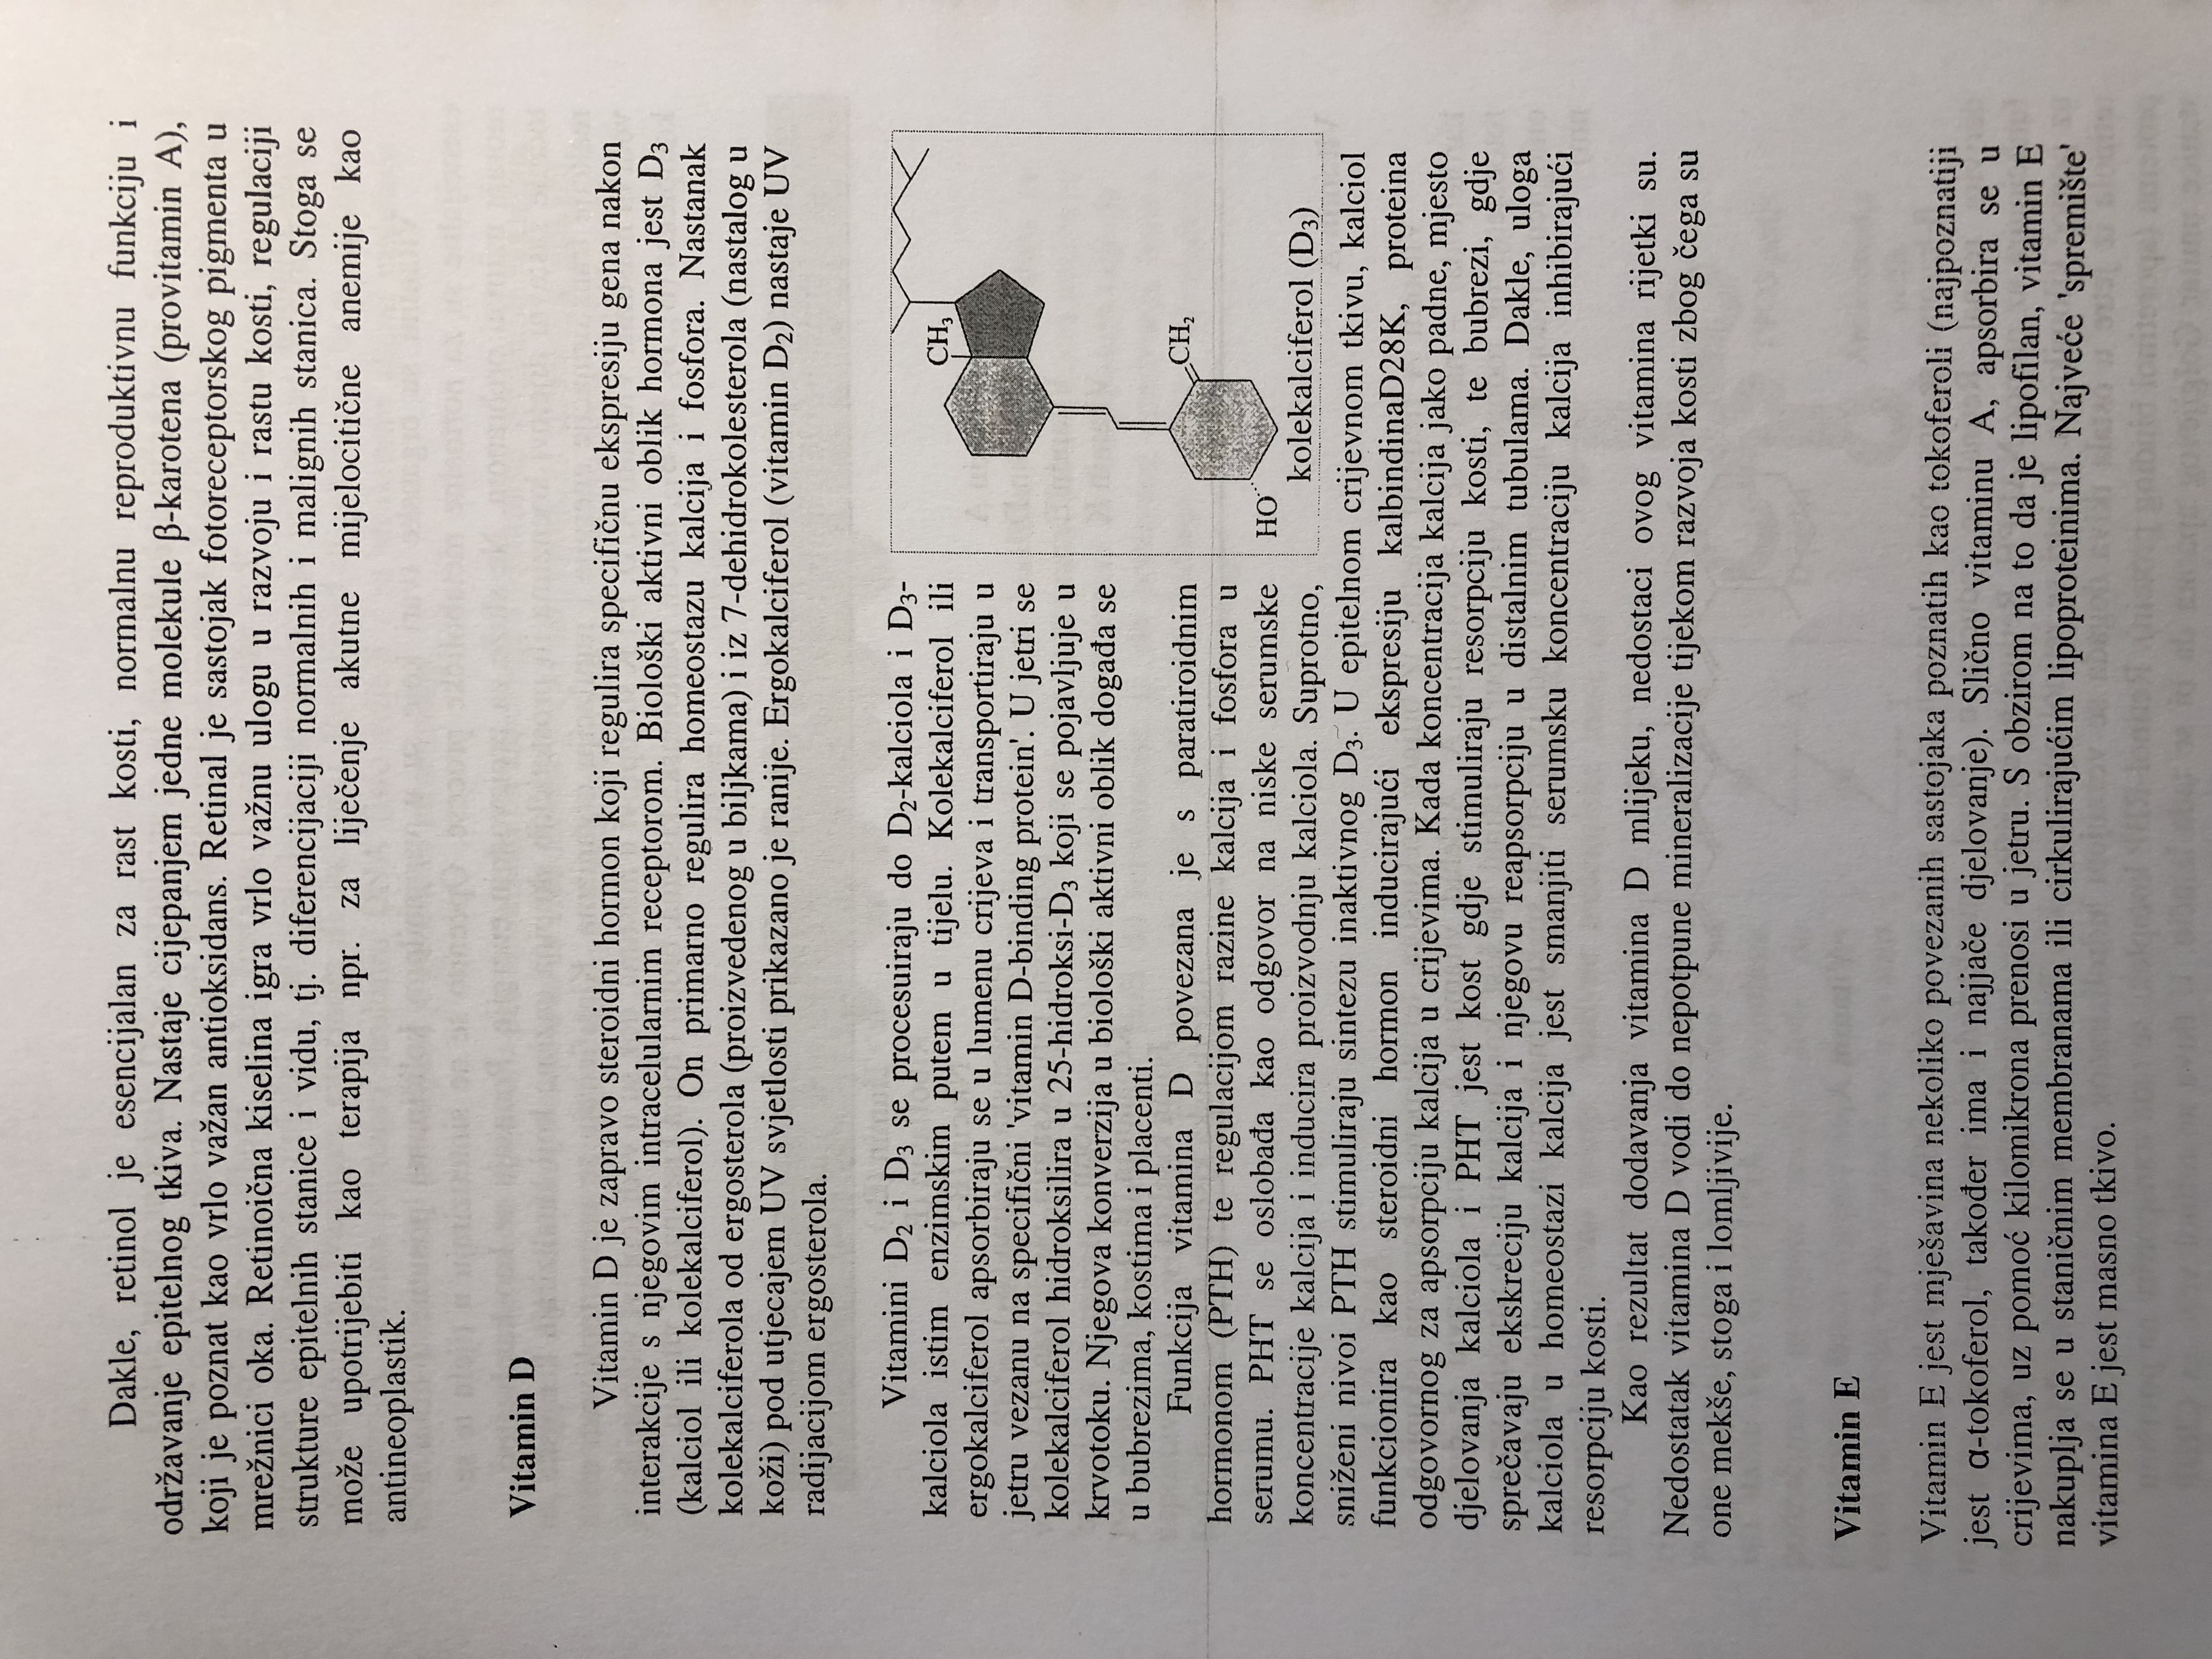 Dakle, retinol je esencijalan za rast kosti, normalnu reproduktivnu funkciju i
održavanje epitelnog tkiva. Nastaje cijepanjem jedne molekule β-karotena (provitamin A),
koji je poznat kao vrlo važan antioksidans. Retinal je sastojak fotoreceptorskog pigmenta u
mrežnici oka. Retinoična kiselina igra vrlo važnu ulogu u razvoju i rastu kosti, regulaciji
strukture epitelnih stanice i vidu, tj. diferencijaciji normalnih i malignih stanica. Stoga se
može upotrijebiti kao terapija npr. za liječenje akutne mijelocitične anemije kao
antineoplastik.
Vitamin D
Vitamin D je zapravo steroidni hormon koji regulira specifičnu ekspresiju gena nakon
interakcije s njegovim intracelularnim receptorom. Biološki aktivni oblik hormona jest D₃
(kalciol ili kolekalciferol). On primarno regulira homeostazu kalcija i fosfora. Nastanak
kolekalciferola od ergosterola (proizvedenog u biljkama) i iz 7-dehidrokolesterola (nastalog u
koži) pod utjecajem UV svjetlosti prikazano je ranije. Ergokalciferol (vitamin D₂) nastaje UV
radijacijom ergosterola.
Vitamini D₂ i D₃ se procesuiraju do D₂-kalciola i D₃-
kalciola istim enzimskim putem u tijelu. Kolekalciferol ili
ergokalciferol apsorbiraju se u lumenu crijeva i transportiraju u
jetru vezanu na specifični 'vitamin D-binding protein'. U jetri se
kolekalciferol hidroksilira u 25-hidroksi-D₃ koji se pojavljuje u
krvotoku. Njegova konverzija u biološki aktivni oblik događa se
u bubrezima, kostima i placenti.
Funkcija vitamina D povezana je s paratiroidnim
hormonom (PTH) te regulacijom razine kalcija i fosfora u
serumu. PHT se oslobađa kao odgovor na niske serumske
koncentracije kalcija i inducira proizvodnju kalciola. Suprotno,
CH₃
CH₂
HO
kolekalciferol (D₃)
sniženi nivoi PTH stimuliraju sintezu inaktivnog D₃. U epitelnom crijevnom tkivu, kalciol
funkcionira kao steroidni hormon inducirajući ekspresiju kalbindinaD28K, proteina
odgovornog za apsorpciju kalcija u crijevima. Kada koncentracija kalcija jako padne, mjesto
djelovanja kalciola i PHT jest kost gdje stimuliraju resorpciju kosti, te bubrezi, gdje
sprečavaju ekskreciju kalcija i njegovu reapsorpciju u distalnim tubulama. Dakle, uloga
kalciola u homeostazi kalcija jest smanjiti serumsku koncentraciju kalcija inhibirajući
resorpciju kosti.
Kao rezultat dodavanja vitamina D mlijeku, nedostaci ovog vitamina rijetki su.
Nedostatak vitamina D vodi do nepotpune mineralizacije tijekom razvoja kosti zbog čega su
one mekše, stoga i lomljivije.
Vitamin E
Vitamin E jest mješavina nekoliko povezanih sastojaka poznatih kao tokoferoli (najpoznatiji
jest α-tokoferol, također ima i najjače djelovanje). Slično vitaminu A, apsorbira se u
crijevima, uz pomoć kilomikrona prenosi u jetru. S obzirom na to da je lipofilan, vitamin E
nakuplja se u staničnim membranama ili cirkulirajućim lipoproteinima. Najveće 'spremište'
vitamina E jest masno tkivo.